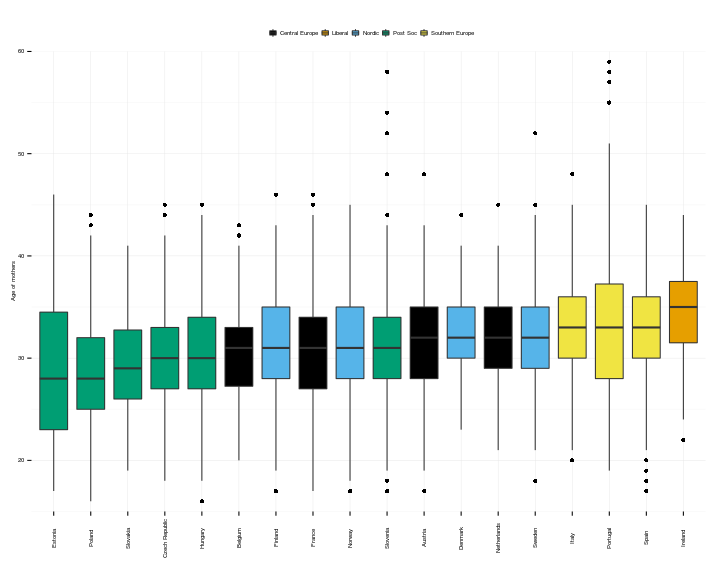 Central Europe Liberal Nordic Post Soc Southern Europe
60
50
40
30
20
Age of mothers
Estonia
Poland
Slovakia
Czech Republic
Hungary
Belgium
Finland
France
Norway
Slovenia
Austria
Denmark
Netherlands
Sweden
Italy
Portugal
Spain
Ireland